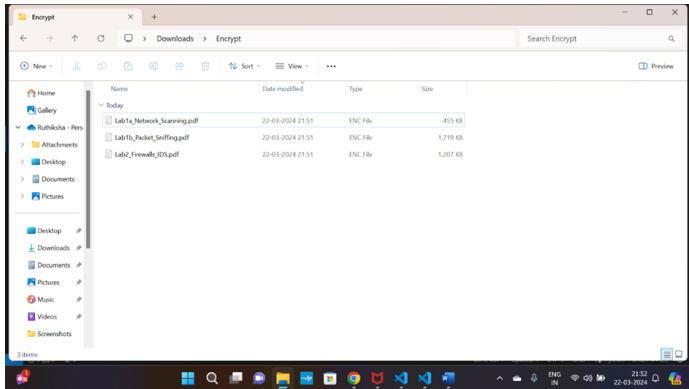 Encrypt
Downloads > Encrypt
Search Encrypt
New
Sort
View
Preview
Name Date modified Type Size
Home
Gallery
Ruthiksha - Pers
Attachments
Desktop
Documents
Pictures
Desktop
Downloads
Documents
Pictures
Music
Videos
Screenshots
Today
Lab1a_Network_Scanning.pdf 22-03-2024 21:51 ENC File 455 KB
Lab1b_Packet_Sniffing.pdf 22-03-2024 21:51 ENC File 1,719 KB
Lab2_Firewalls_IDS.pdf 22-03-2024 21:51 ENC File 1,207 KB
3 items
ENG
IN
21:52
22-03-2024